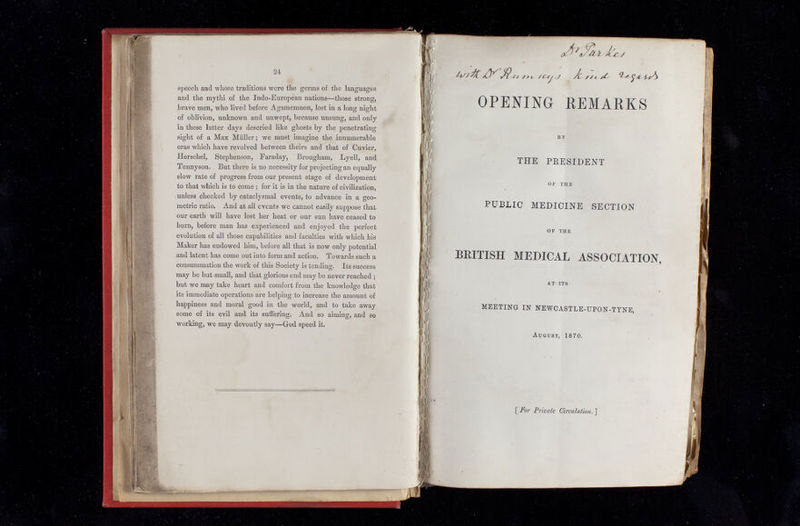 24
speech and whose traditions were the germs of the languages
and the mythi of the Indo-European nations—those strong,
brave men, who lived before Agamemnon, lost in a long night
of oblivion, unknown and unwept, because unsung, and only
in these latter days descried like ghosts by the penetrating
sight of a Max Müller; we must imagine the innumerable
eras which have revolved between theirs and that of Cuvier,
Herschel, Stephenson, Faraday, Brougham, Lyell, and
Tennyson. But there is no necessity for projecting an equally
slow rate of progress from our present stage of development
to that which is to come; for it is in the nature of civilization,
unless checked by cataclysmal events, to advance in a geo-
metric ratio. And at all events we cannot easily suppose that
our earth will have lost her heat or our sun have ceased to
burn, before man has experienced and enjoyed the perfect
evolution of all those capabilities and faculties with which his
Maker has endowed him, before all that is now only potential
and latent has come out into form and action. Towards such a
consummation the work of this Society is tending. Its success
may be but small, and that glorious end may be never reached;
but we may take heart and comfort from the knowledge that
its immediate operations are helping to increase the amount of
happiness and moral good in the world, and to take away
some of its evil and its suffering. And so aiming, and so
working, we may devoutly say—God speed it.
Dr Parkes
with Dr Rumsey's kind regards
OPENING REMARKS
BY
THE PRESIDENT
OF THE
PUBLIC MEDICINE SECTION
OF THE
BRITISH MEDICAL ASSOCIATION,
AT ITS
MEETING IN NEWCASTLE-UPON-TYNE,
AUGUST, 1870.
[For Private Circulation.]